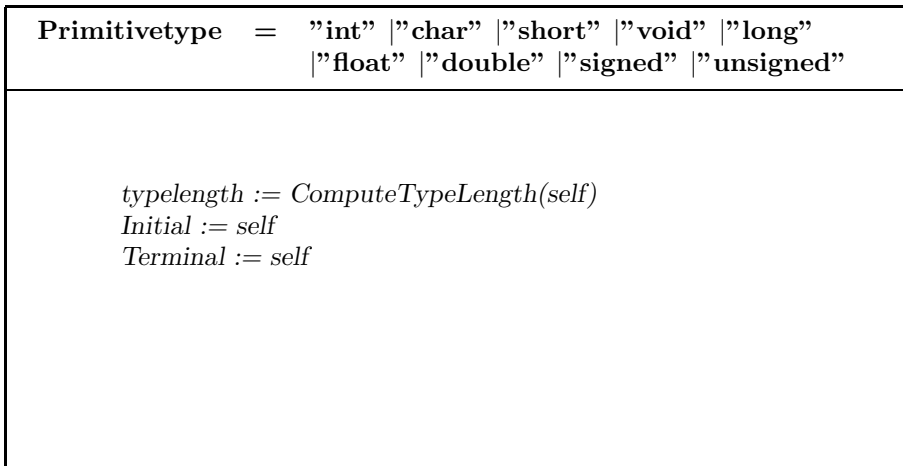 Primitivetype = ”int” |”char” |”short” |”void” |”long”
|”float” |”double” |”signed” |”unsigned”
typelength := ComputeTypeLength(self)
Initial := self
Terminal := self